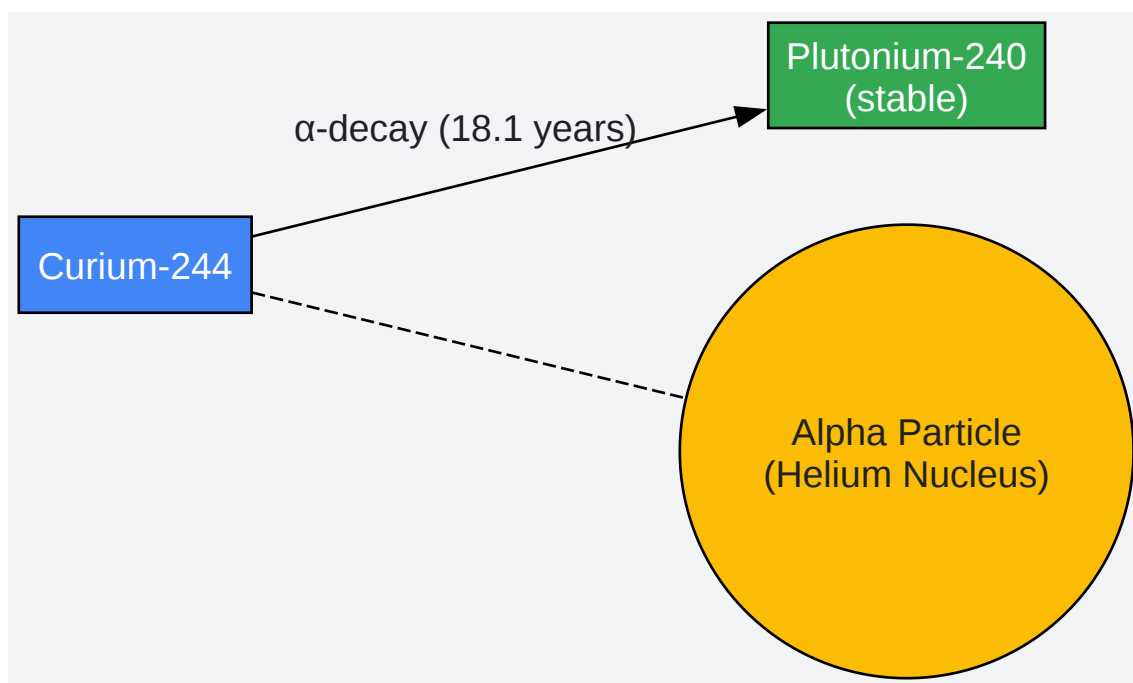 Plutonium-240
(stable)
α-decay (18.1 years)
Curium-244
Alpha Particle
(Helium Nucleus)